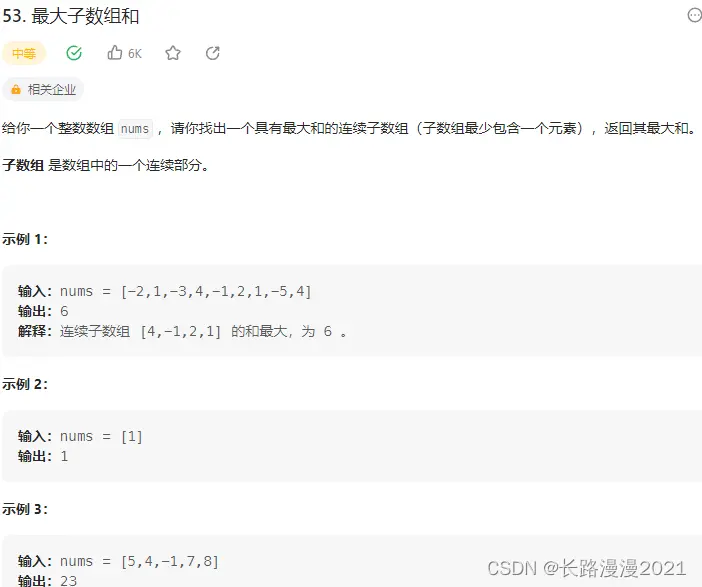 53. 最大子数组和
中等 6K
相关企业
给你一个整数数组 nums ，请你找出一个具有最大和的连续子数组（子数组最少包含一个元素），返回其最大和。
子数组 是数组中的一个连续部分。
示例 1：
输入：nums = [-2,1,-3,4,-1,2,1,-5,4]
输出：6
解释：连续子数组 [4,-1,2,1] 的和最大，为 6 。
示例 2：
输入：nums = [1]
输出：1
示例 3：
输入：nums = [5,4,-1,7,8]
输出：23
CSDN @长路漫漫2021